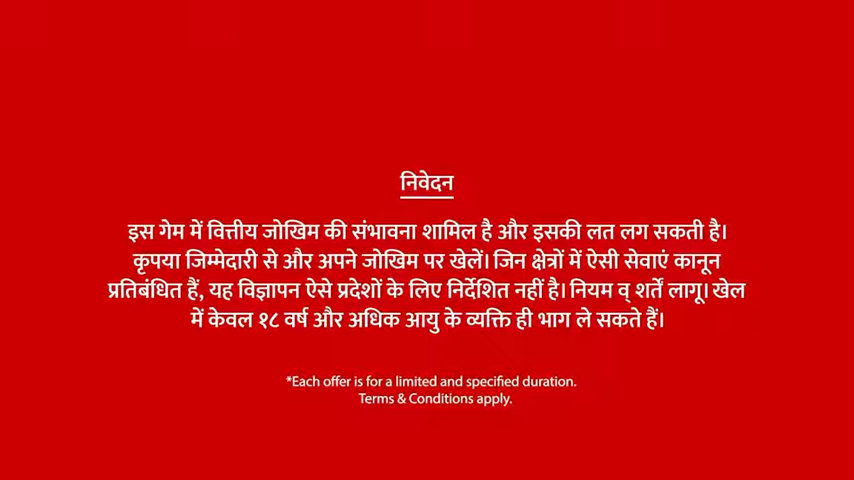 निवेदन
इस गेम में वित्तीय जोखिम की संभावना शामिल है और इसकी लत लग सकती है।
कृपया जिम्मेदारी से और अपने जोखिम पर खेलें। जिन क्षेत्रों में ऐसी सेवाएं कानून
प्रतिबंधित हैं, यह विज्ञापन ऐसे प्रदेशों के लिए निर्देशित नहीं है। नियम व् शर्तें लागू। खेल
में केवल १८ वर्ष और अधिक आयु के व्यक्ति ही भाग ले सकते हैं।
*Each offer is for a limited and specified duration.
Terms & Conditions apply.